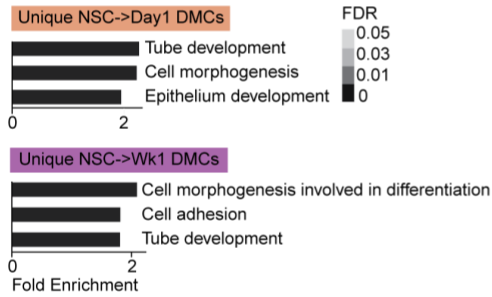 Unique NSC->Day1 DMCs
Tube development
Cell morphogenesis
Epithelium development
0 2
FDR
0.05
0.03
0.01
0
Unique NSC->Wk1 DMCs
Cell morphogenesis involved in differentiation
Cell adhesion
Tube development
0 2
Fold Enrichment